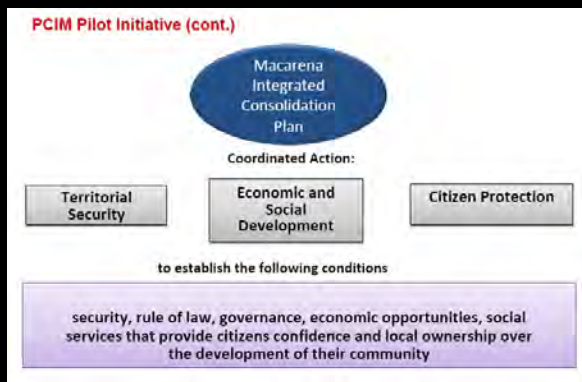 PCIM Pilot Initiative (cont.)
Macarena
Integrated
Consolidation
Plan
Coordinated Action:
Territorial
Security
Economic and
Social
Development
Citizen Protection
to establish the following conditions
security, rule of law, governance, economic opportunities, social
services that provide citizens confidence and local ownership over
the development of their community